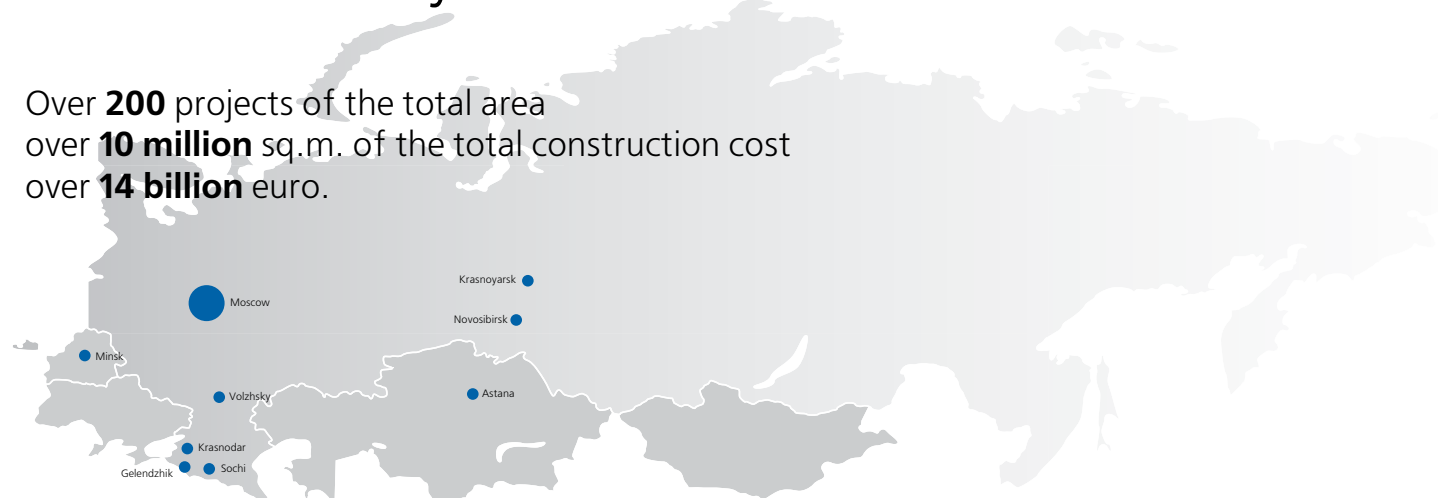 Over 200 projects of the total area
over 10 million sq.m. of the total construction cost
over 14 billion euro.
Krasnoyarsk
Moscow
Novosibirsk
Minsk
Astana
Volzhsky
Krasnodar
Gelendzhik
Sochi